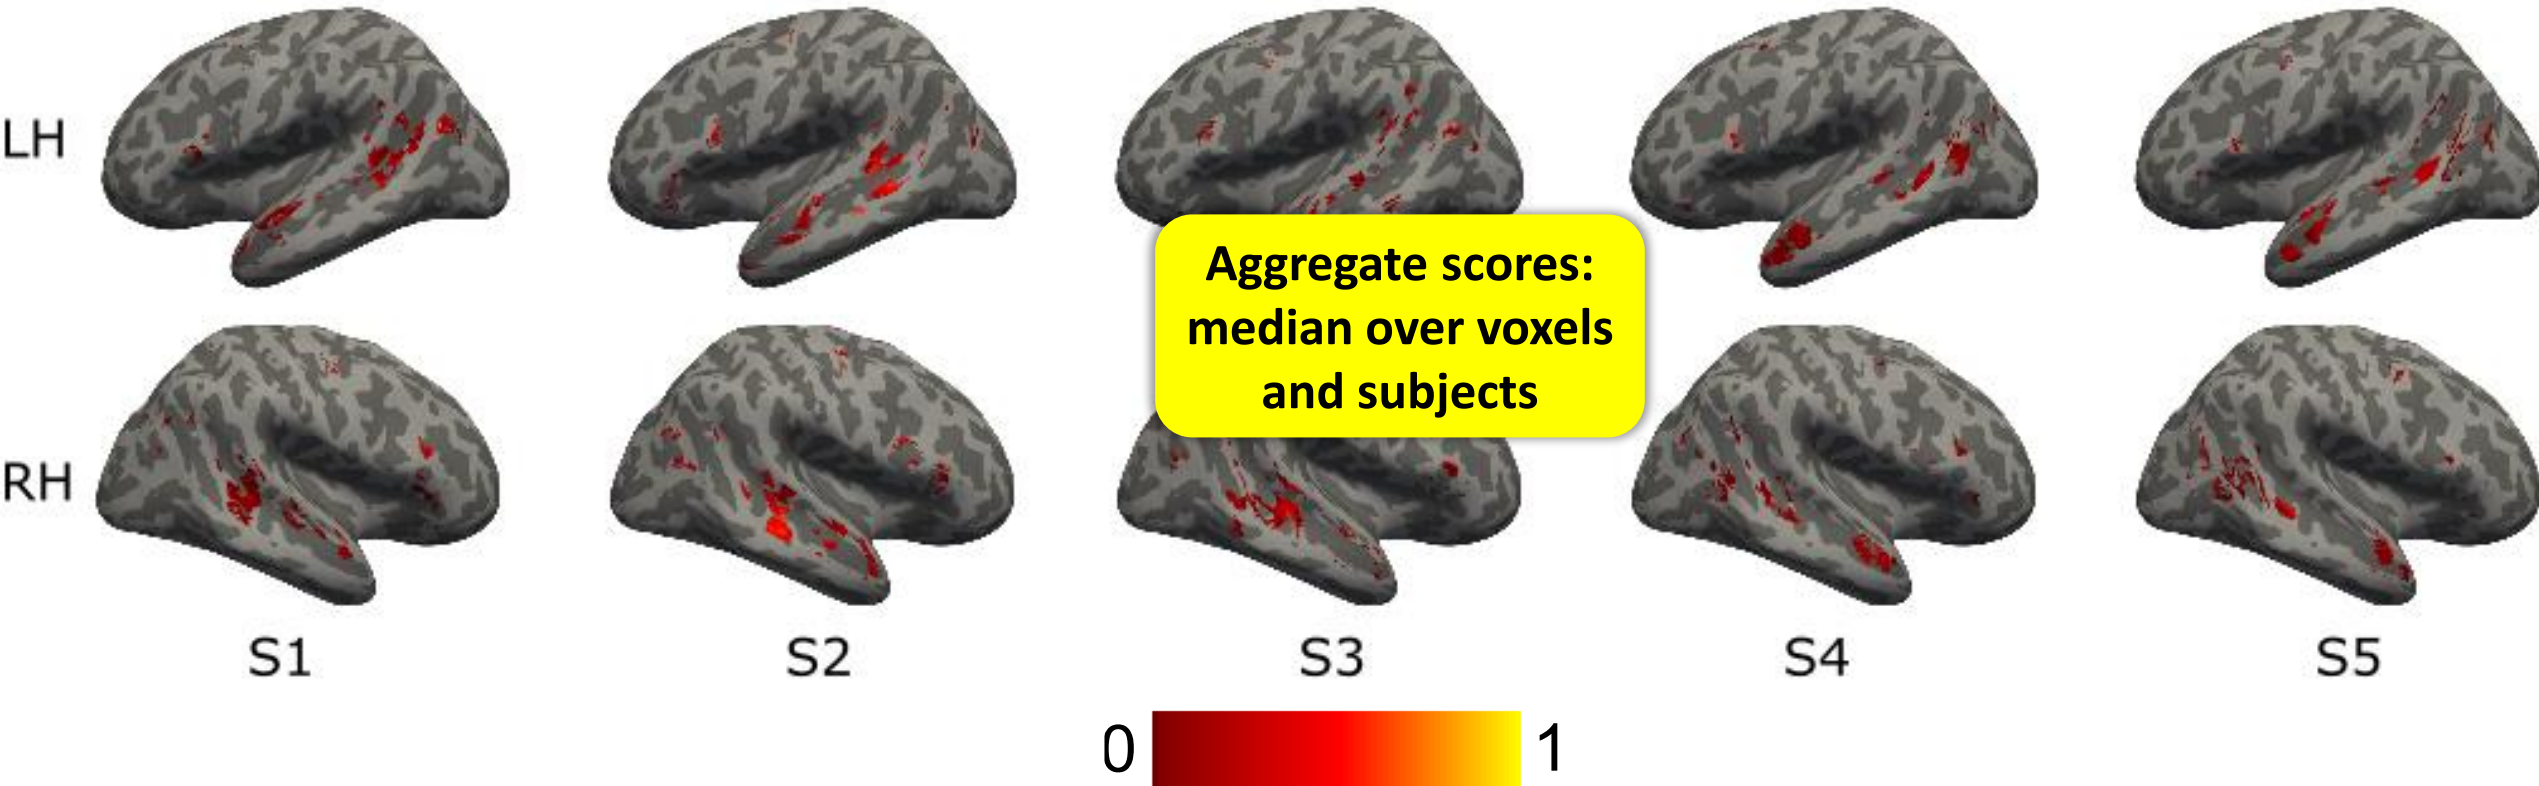 LH
Aggregate scores:
median over voxels
and subjects
RH
S1 S2 S3 S4 S5
0 1